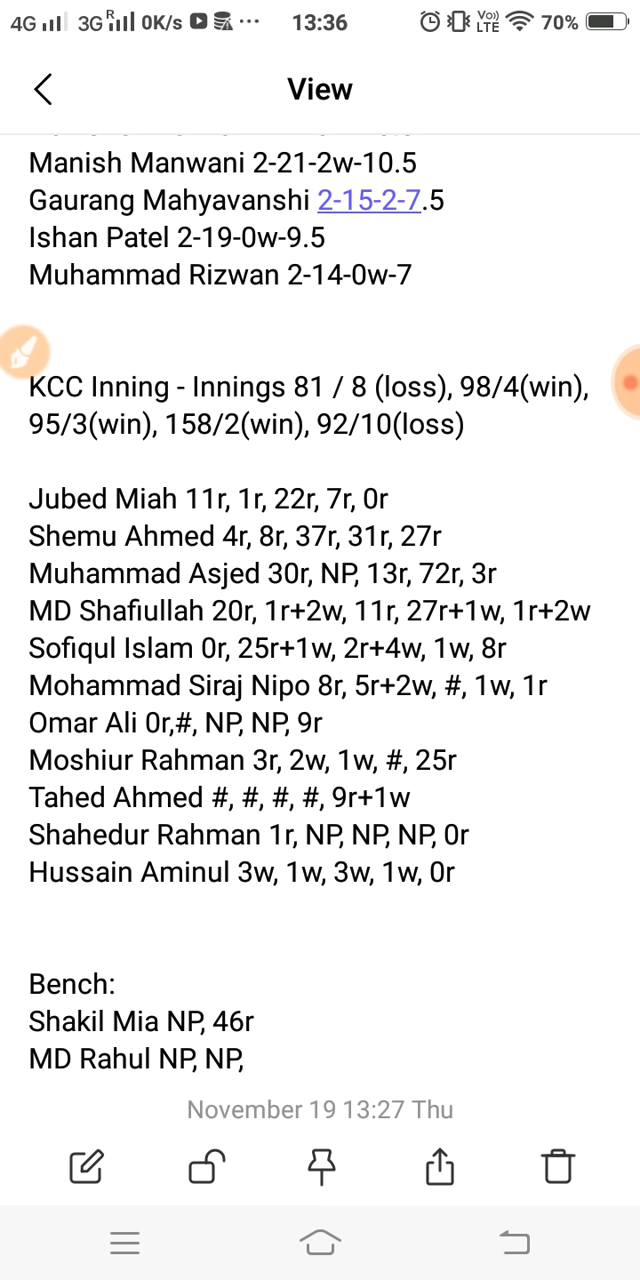 4G 3G R 0K/s ... 13:36 Vo)) LTE 70%
View
Manish Manwani 2-21-2w-10.5
Gaurang Mahyavanshi 2-15-2-7.5
Ishan Patel 2-19-0w-9.5
Muhammad Rizwan 2-14-0w-7
KCC Inning - Innings 81 / 8 (loss), 98/4(win),
95/3(win), 158/2(win), 92/10(loss)
Jubed Miah 11r, 1r, 22r, 7r, 0r
Shemu Ahmed 4r, 8r, 37r, 31r, 27r
Muhammad Asjed 30r, NP, 13r, 72r, 3r
MD Shafiullah 20r, 1r+2w, 11r, 27r+1w, 1r+2w
Sofiqul Islam 0r, 25r+1w, 2r+4w, 1w, 8r
Mohammad Siraj Nipo 8r, 5r+2w, #, 1w, 1r
Omar Ali 0r,#, NP, NP, 9r
Moshiur Rahman 3r, 2w, 1w, #, 25r
Tahed Ahmed #, #, #, #, 9r+1w
Shahedur Rahman 1r, NP, NP, NP, 0r
Hussain Aminul 3w, 1w, 3w, 1w, 0r
Bench:
Shakil Mia NP, 46r
MD Rahul NP, NP,
November 19 13:27 Thu